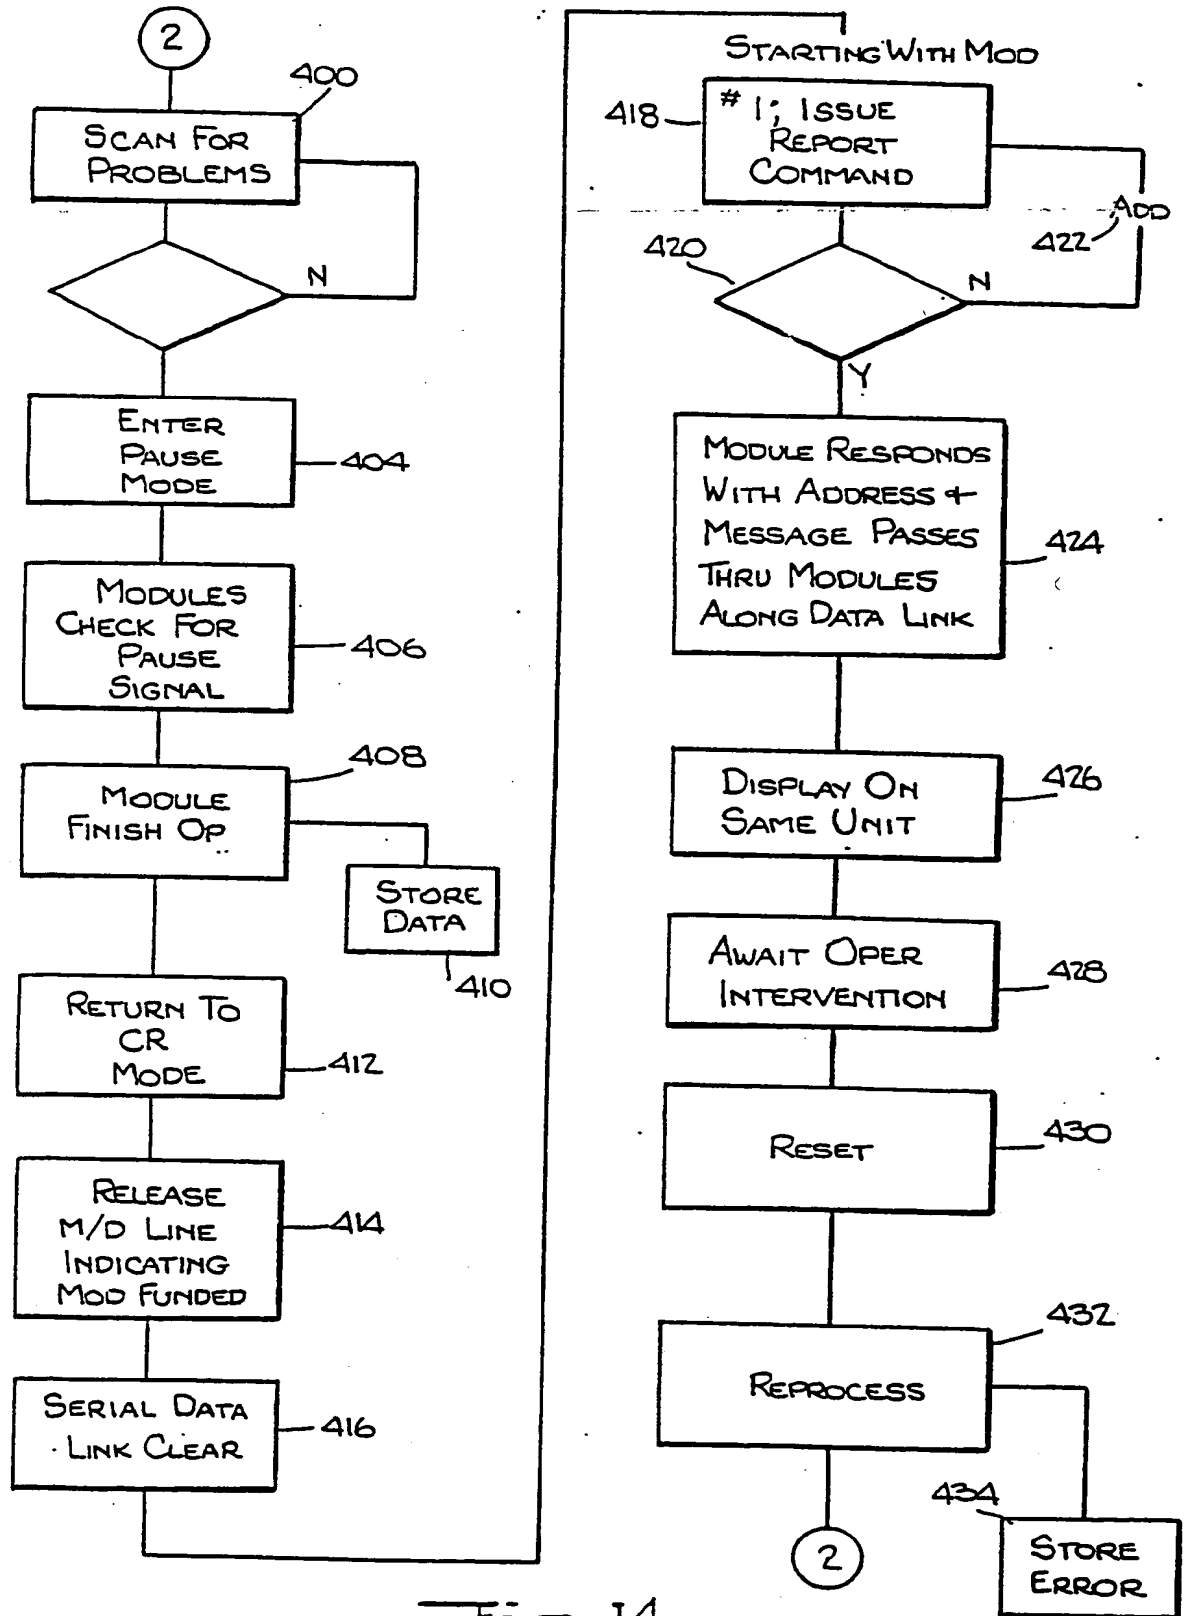 2
400
SCAN FOR
PROBLEMS
N
ENTER
PAUSE
MODE
404
MODULES
CHECK FOR
PAUSE
SIGNAL
406
408
MODULE
FINISH OP
STORE
DATA
410
RETURN TO
CR
MODE
412
RELEASE
M/D LINE
INDICATING
MOD FUNDED
414
SERIAL DATA
LINK CLEAR
416
STARTING WITH MOD
418
# 1; ISSUE
REPORT
COMMAND
ADD
422
420
N
Y
MODULE RESPONDS
WITH ADDRESS &
MESSAGE PASSES
THRU MODULES
ALONG DATA LINK
424
DISPLAY ON
SAME UNIT
426
AWAIT OPER
INTERVENTION
428
RESET
430
432
REPROCESS
434
STORE
ERROR
2
14